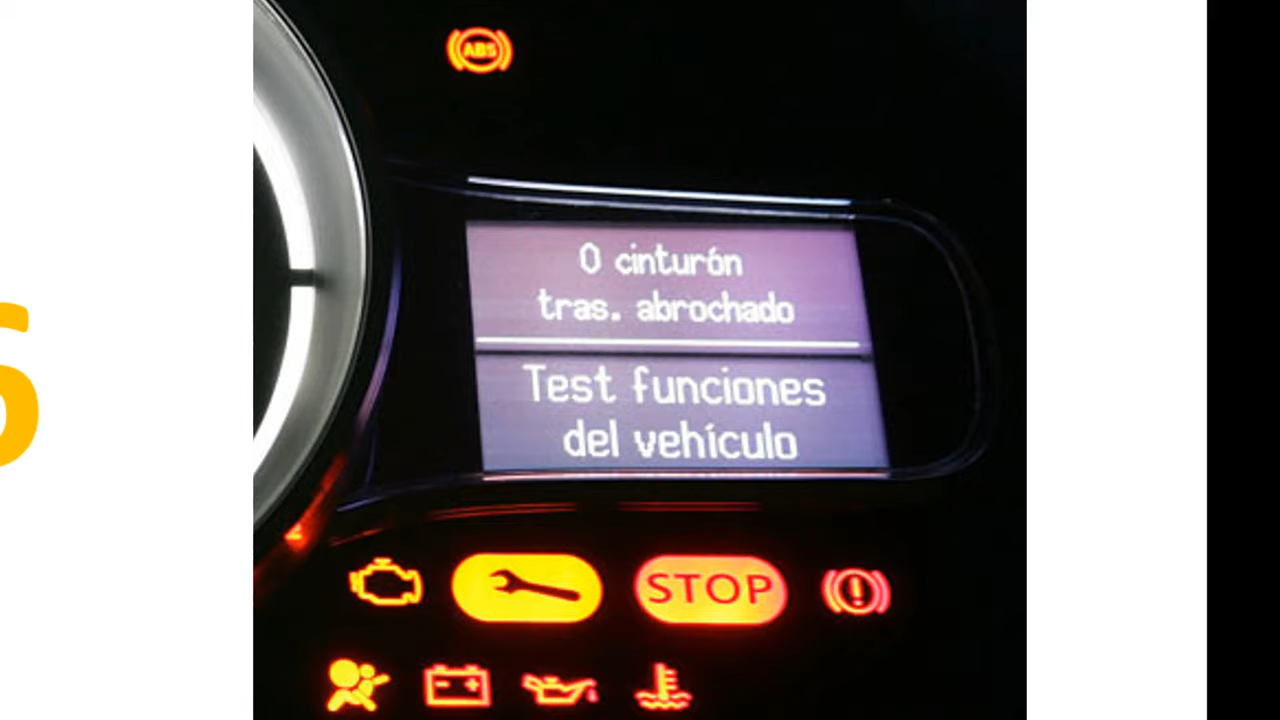 ABS
0 cinturón
tras. abrochado
Test funciones
del vehículo
STOP